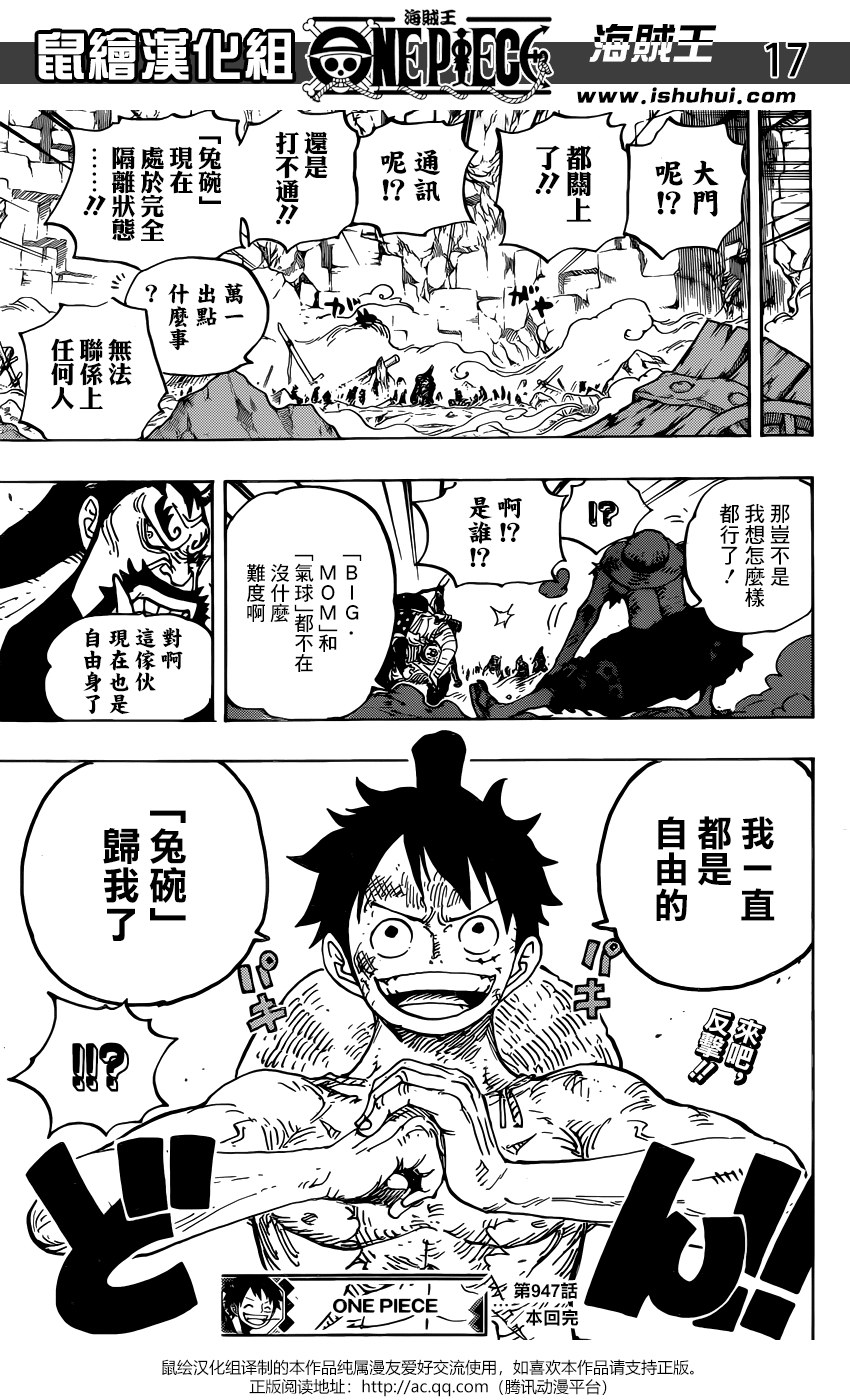 鼠繪漢化組
海賊王
ONE PIECE
海賊王
www.ishuhui.com
17
大門
呢!?
都關上
了!!
通訊
呢!?
還是
打不通!!
「兔碗」
現在
處於完全
隔離狀態
……!!
萬一
出點
什麼事
?
無法
聯係上
任何人
ガ
ヤ
ガ
ヤ
那豈不是
我想怎麼樣
都行了!
!?
啊!?
是誰!?
「BIG・
MOM」和
「氣球」都不在
沒什麼
難度啊
對啊
這傢伙
現在也是
自由身了
我一直
都是
自由的
「兔碗」
歸我了
パキ
パキ
!!?
來吧,
反擊!!
どん!!
ONE PIECE
第947話
本回完
鼠绘汉化组译制的本作品纯属漫友爱好交流使用,如喜欢本作品请支持正版。
正版阅读地址:http://ac.qq.com(腾讯动漫平台)